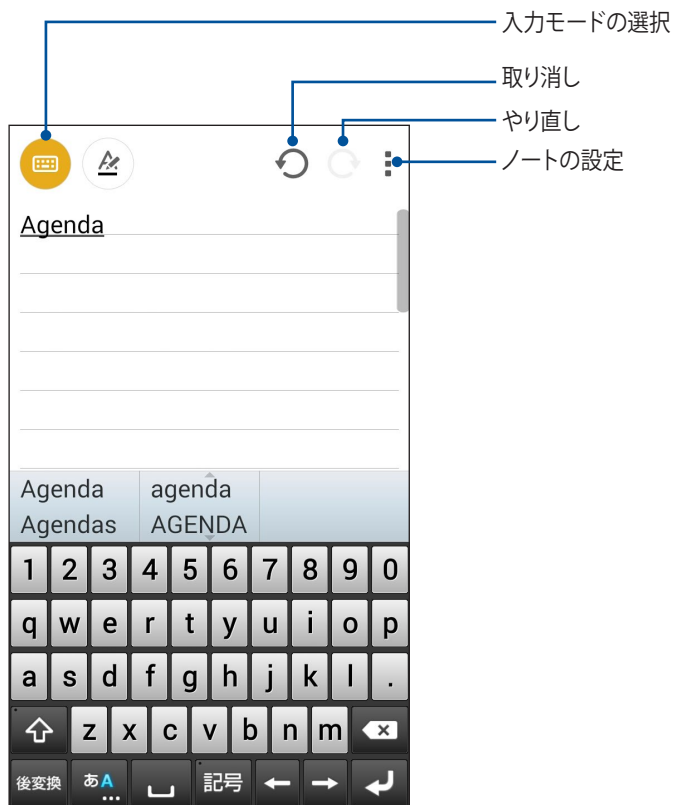 入力モードの選択
取り消し
やり直し
ノートの設定
Agenda
Agenda agenda
Agendas AGENDA
1 2 3 4 5 6 7 8 9 0
q w e r t y u i o p
a s d f g h j k l .
z x c v b n m
後変換 あA 記号